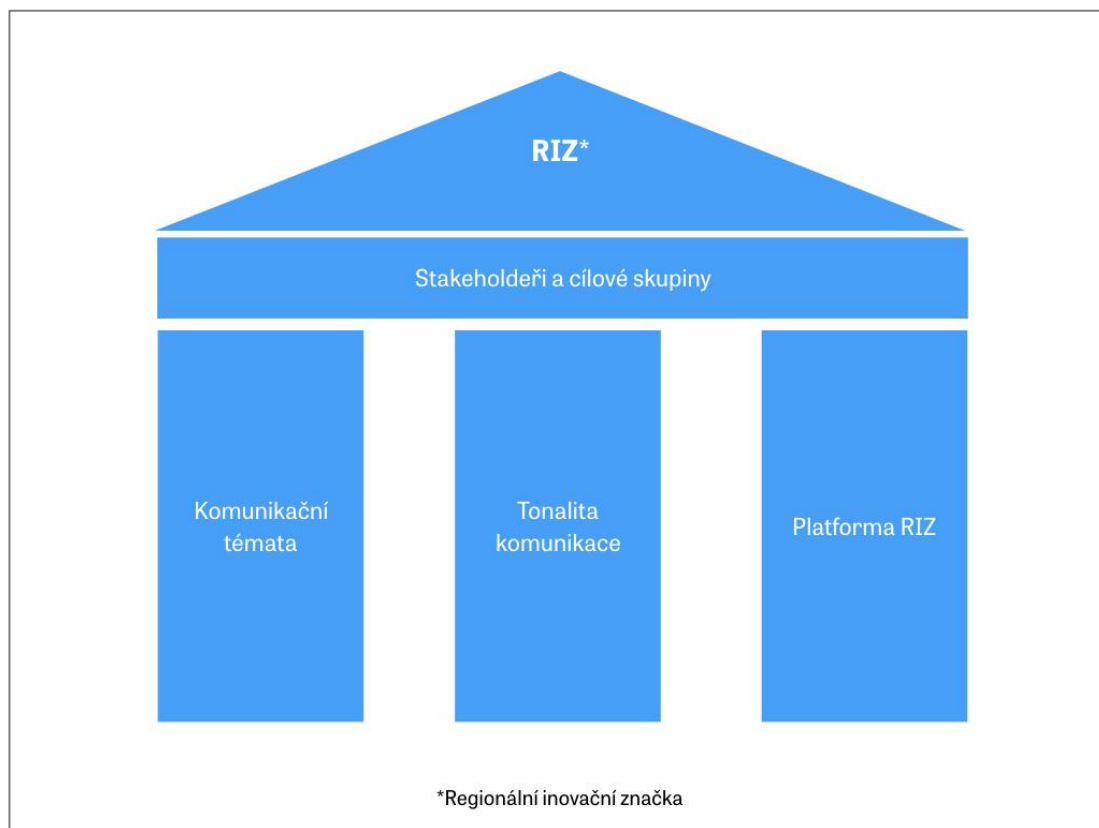 RIZ*
Stakeholdeři a cílové skupiny
Komunikační
témata
Tonalita
komunikace
Platforma RIZ
*Regionální inovační značka